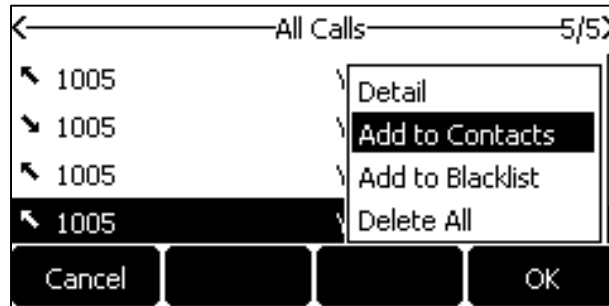 All Calls 5/5
1005
1005
1005
1005
Detail
Add to Contacts
Add to Blacklist
Delete All
Cancel OK